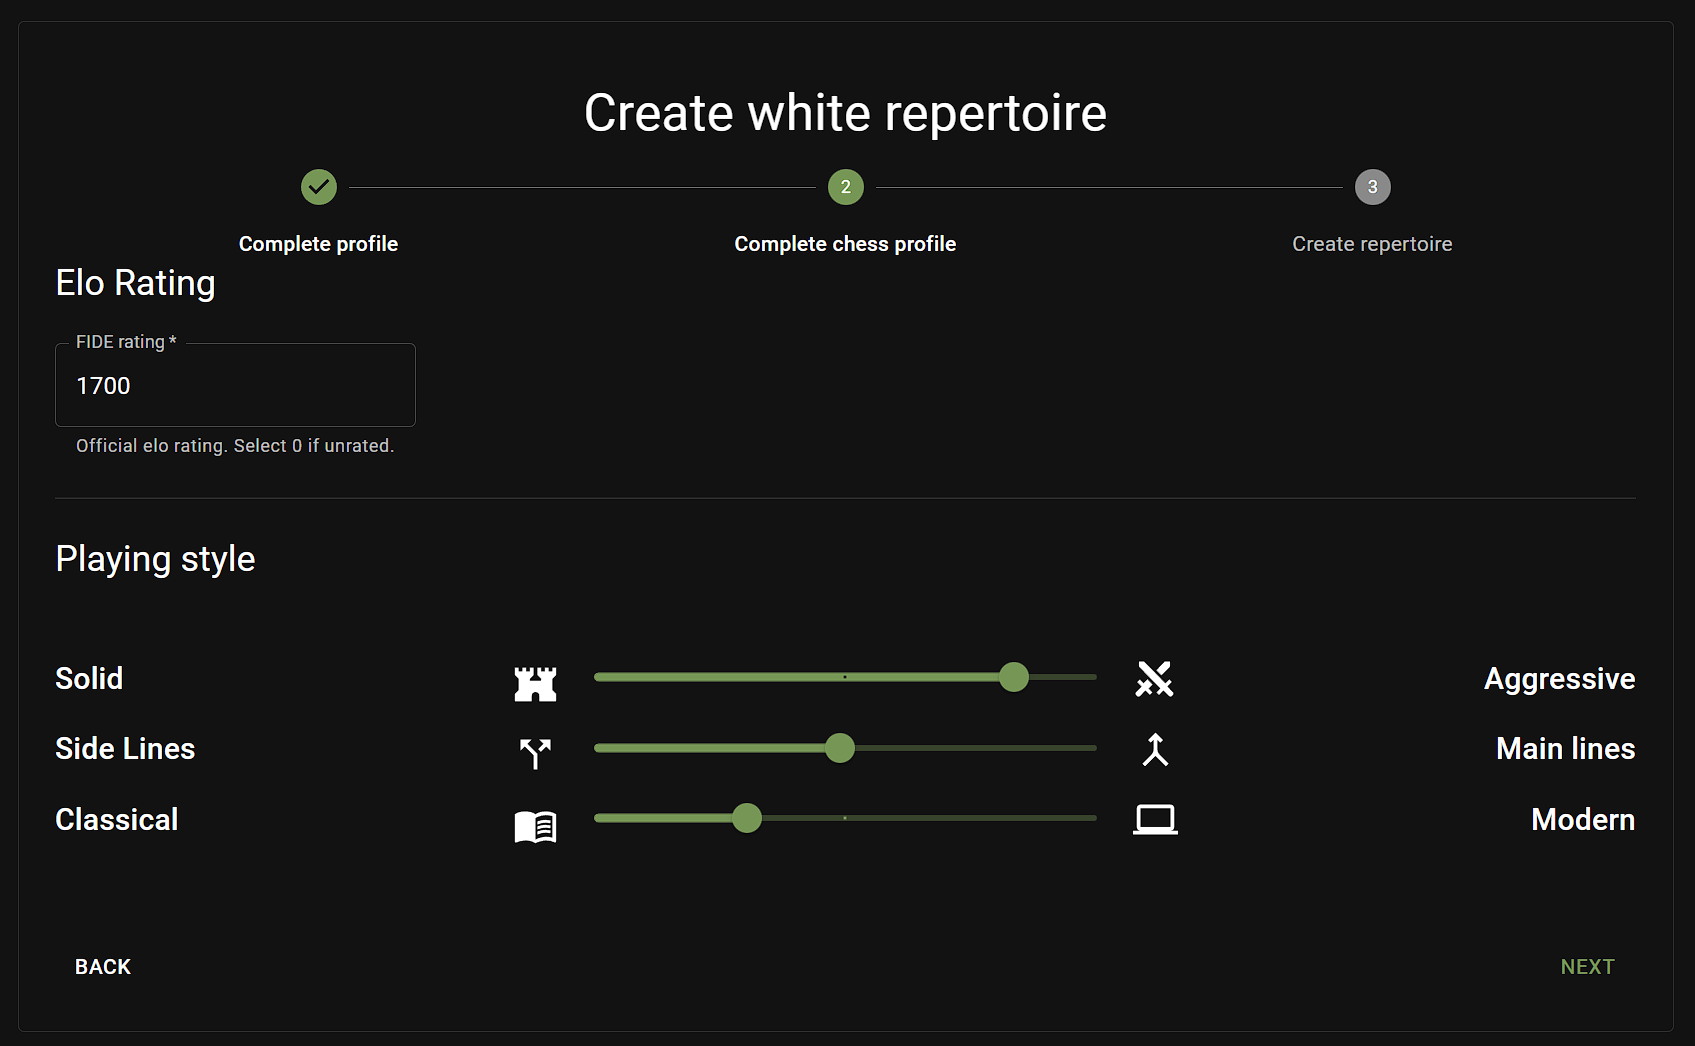 Create white repertoire
2
3
Complete profile
Complete chess profile
Create repertoire
Elo Rating
FIDE rating *
1700
Official elo rating. Select 0 if unrated.
Playing style
Solid
Aggressive
Side Lines
Main lines
Classical
Modern
BACK
NEXT